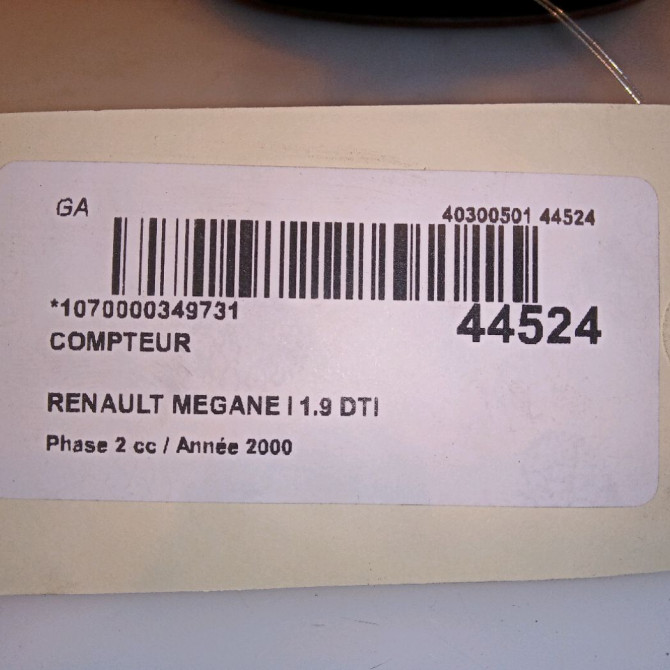 GA
40300501 44524
*1070000349731
44524
COMPTEUR
RENAULT MEGANE I 1.9 DTI
Phase 2 cc / Année 2000